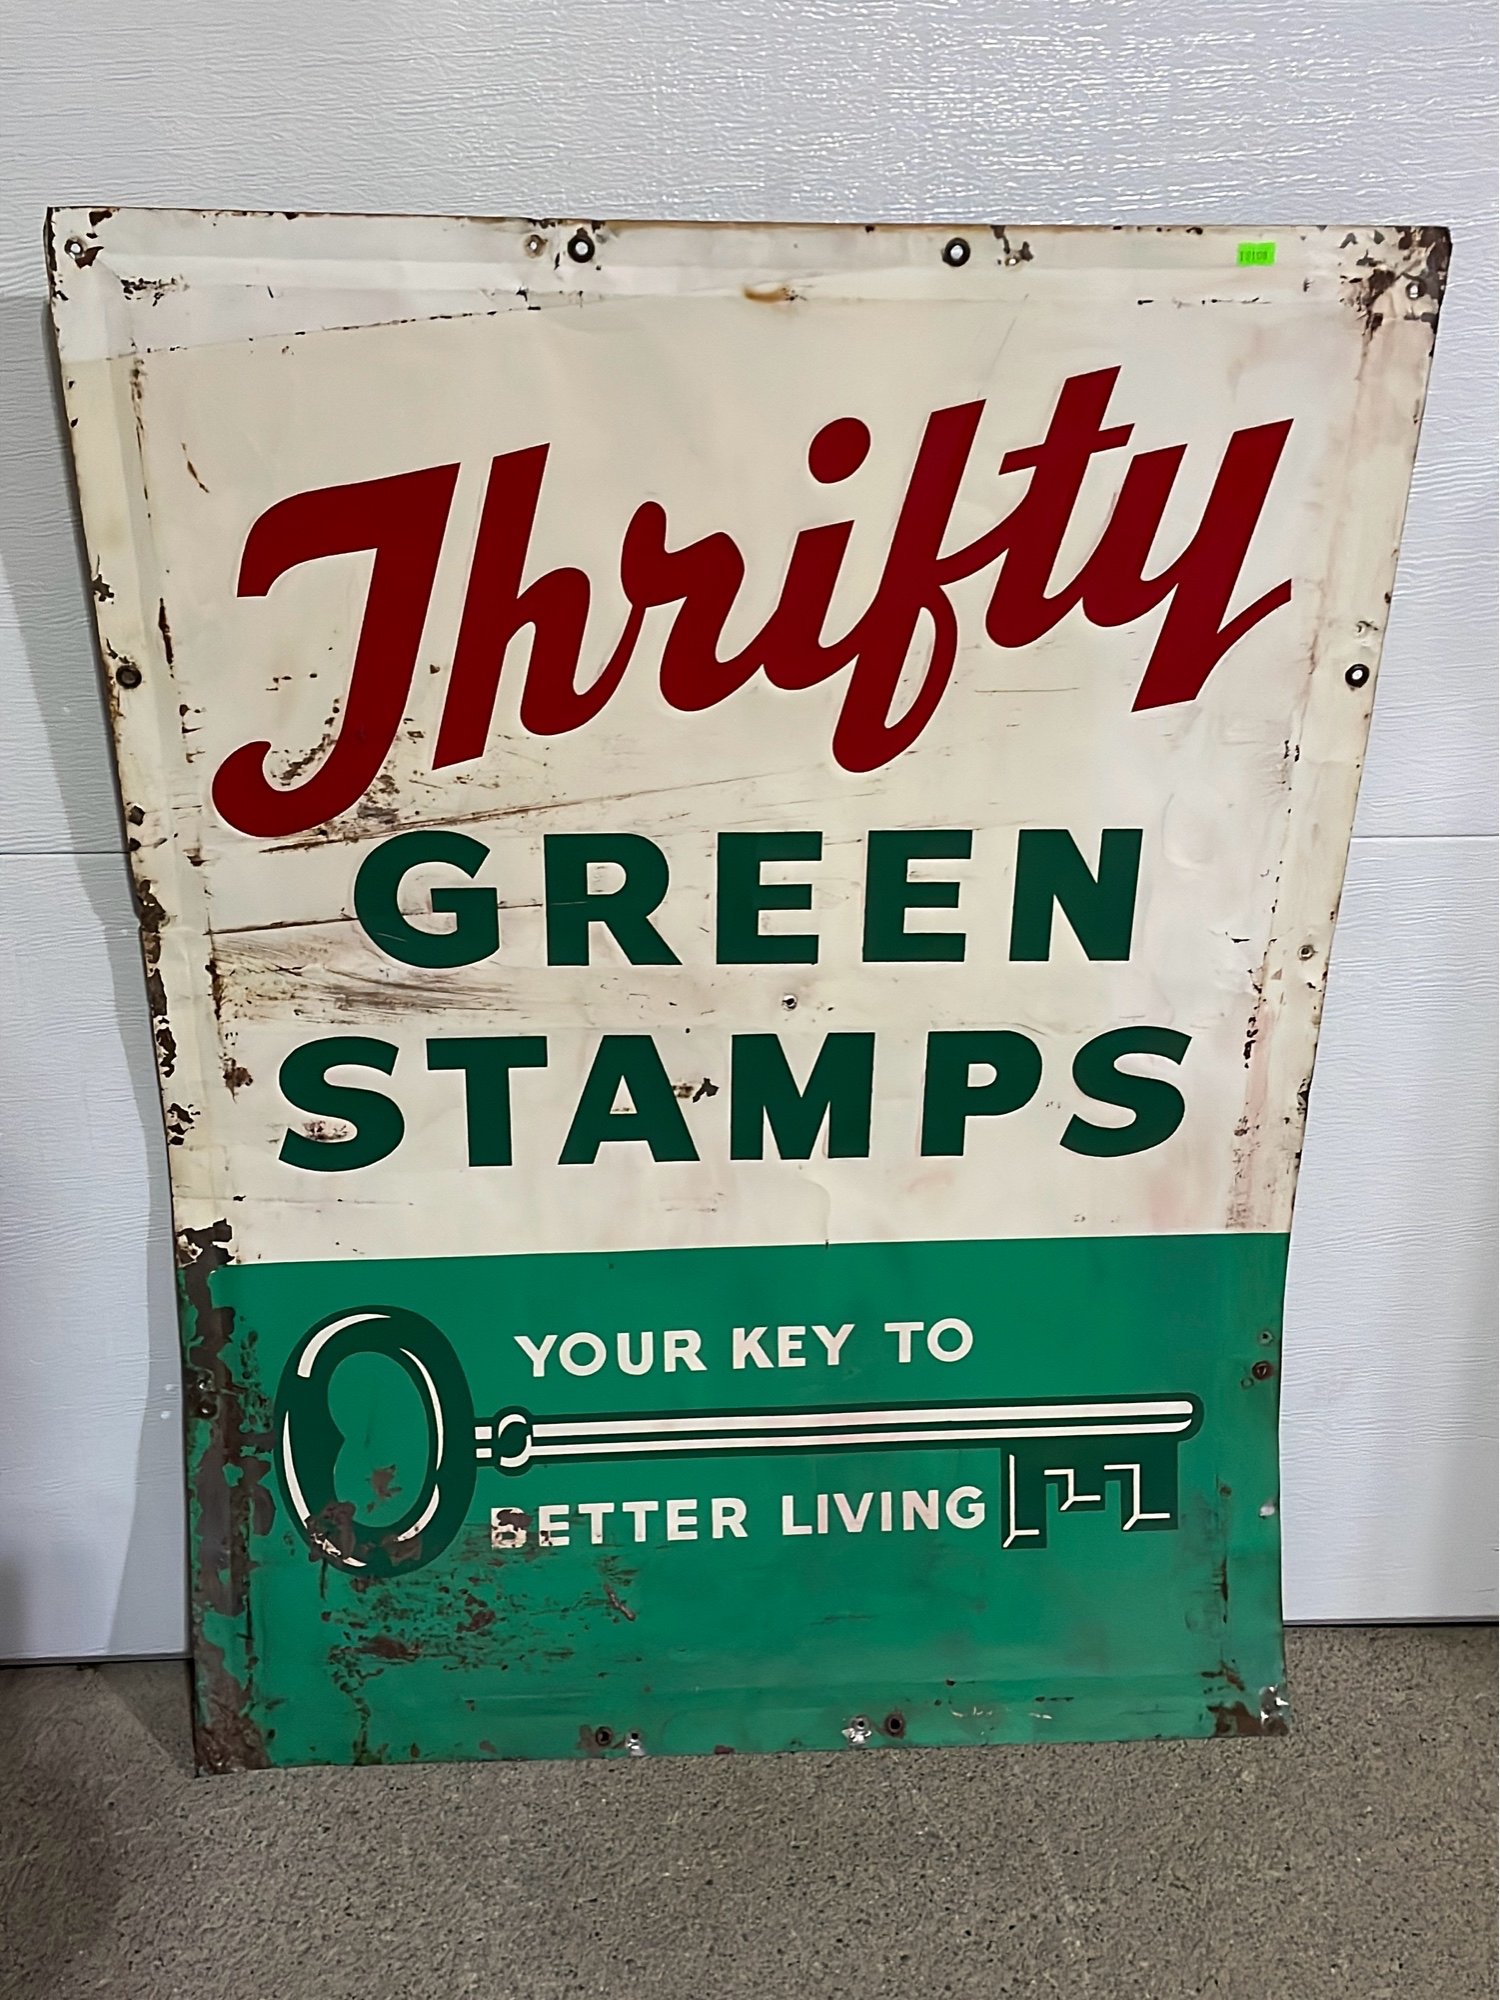 Thrifty
GREEN
STAMPS
YOUR KEY TO
BETTER LIVING